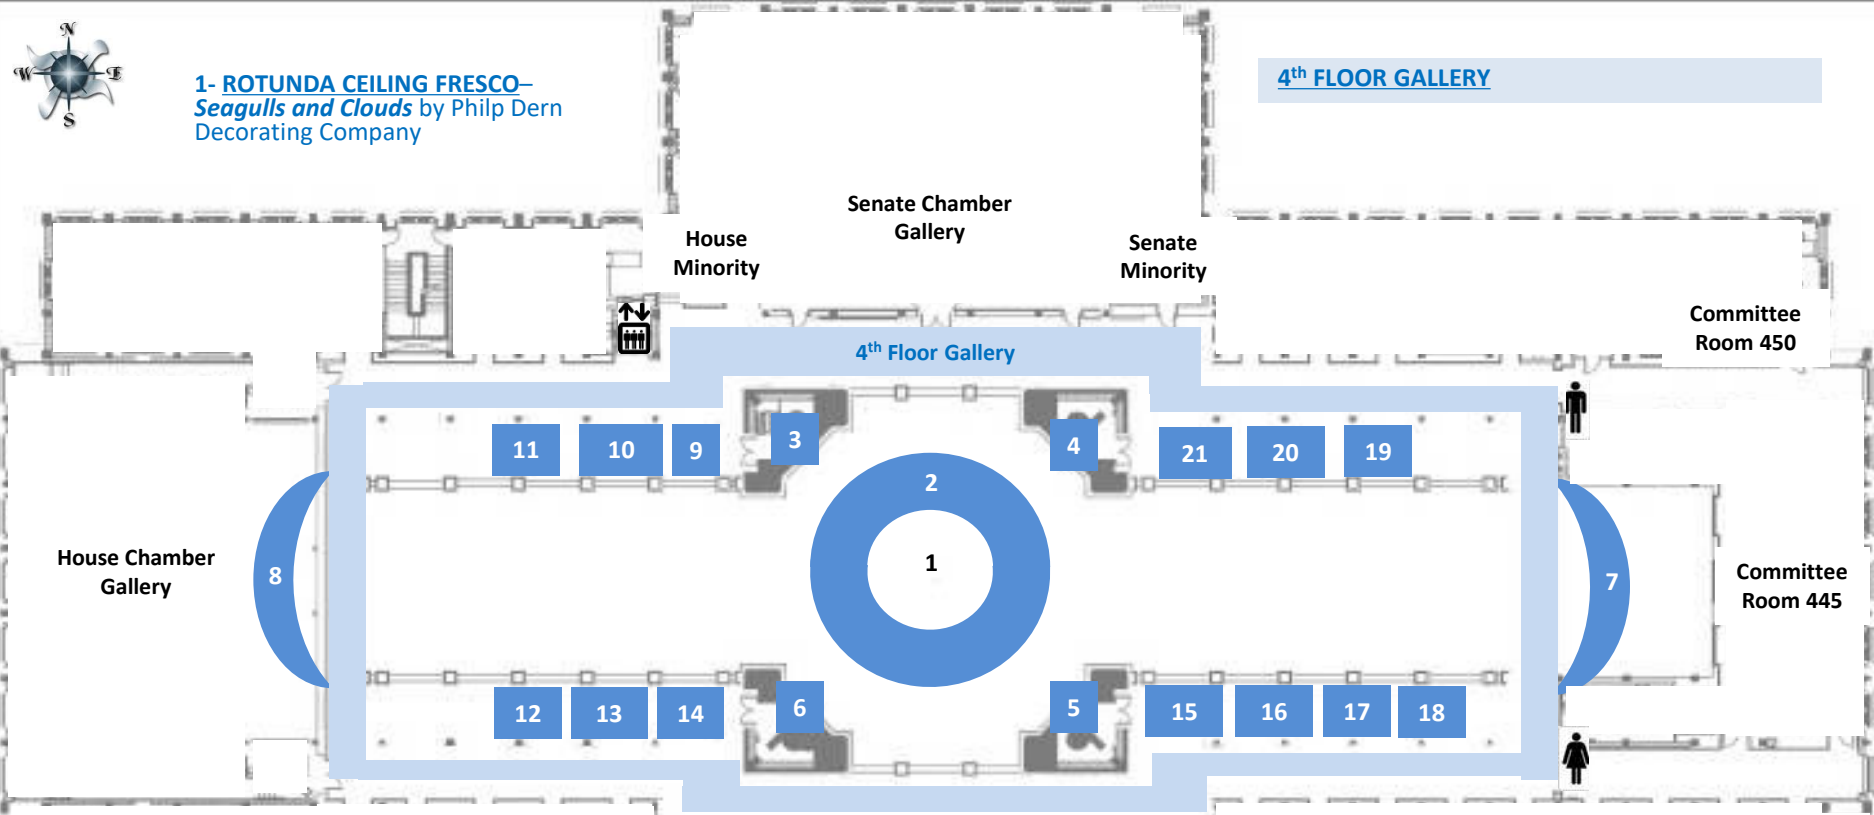 N
W E
S
1- ROTUNDA CEILING FRESCO–
Seagulls and Clouds by Philp Dern
Decorating Company
4th FLOOR GALLERY
Senate Chamber
Gallery
House
Minority
Senate
Minority
Committee
Room 450
4th Floor Gallery
11 10 9 3 4 21 20 19
2
1
House Chamber
Gallery
8
7
Committee
Room 445
12 13 14 6 5 15 16 17 18